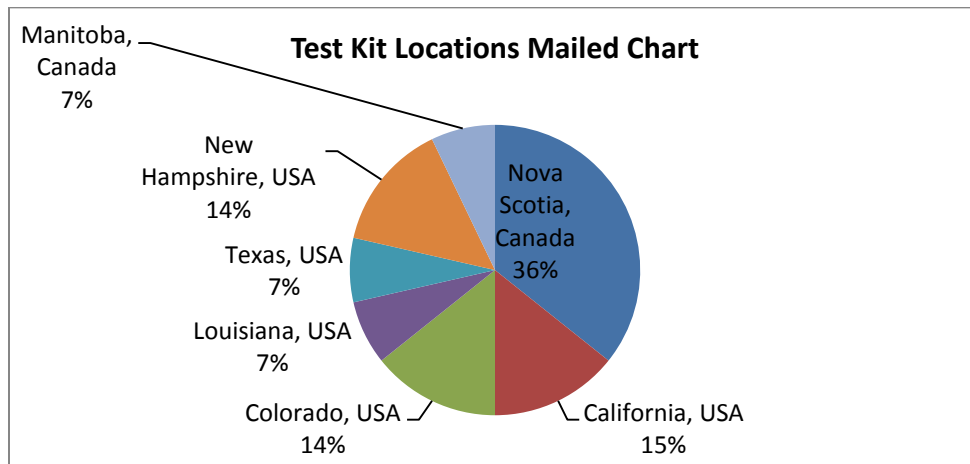 Test Kit Locations Mailed Chart
Manitoba,
Canada
7%
New
Hampshire, USA
14%
Texas, USA
7%
Louisiana, USA
7%
Colorado, USA
14%
Nova
Scotia,
Canada
36%
California, USA
15%